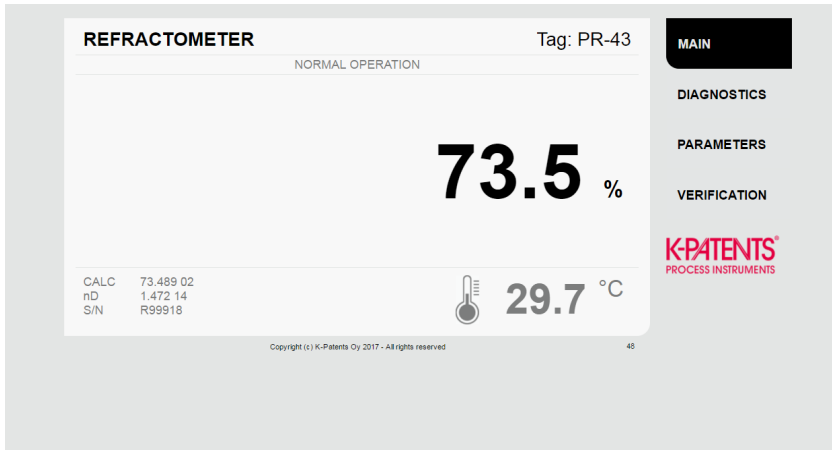 REFRACTOMETER Tag: PR-43
NORMAL OPERATION
73.5 %
CALC 73.489 02
nD 1.472 14
S/N R99918
29.7 °C
Copyright (c) K-Patents Oy 2017 - All rights reserved 48
MAIN
DIAGNOSTICS
PARAMETERS
VERIFICATION
K-PATENTS®
PROCESS INSTRUMENTS